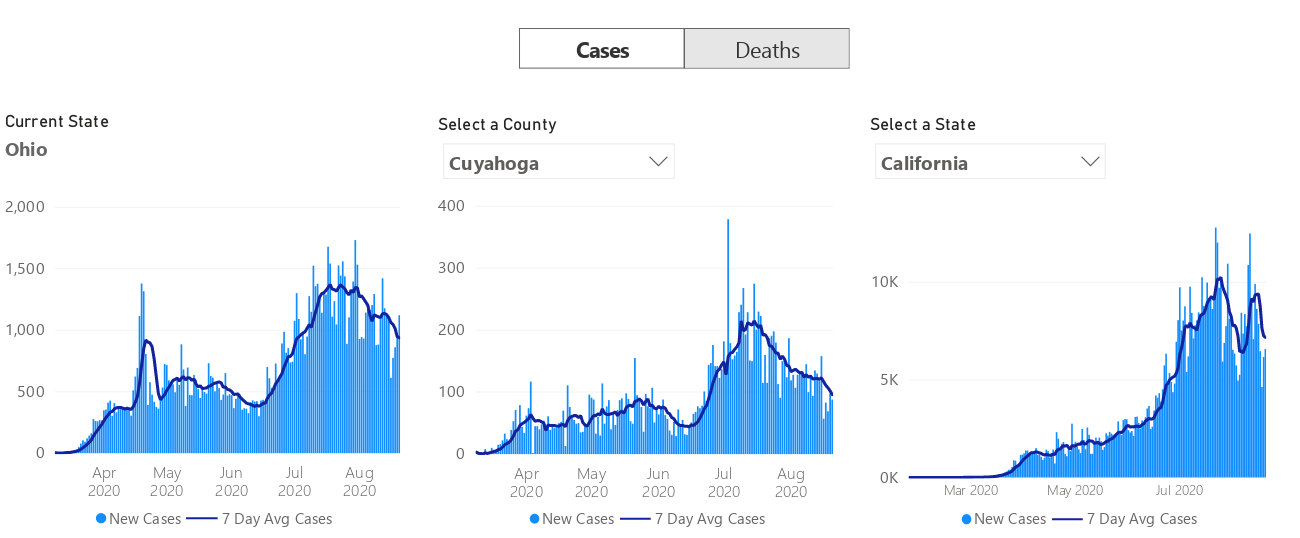 Cases Deaths
Current State
Ohio
2,000
1,500
1,000
500
0
Apr 2020 May 2020 Jun 2020 Jul 2020 Aug 2020
New Cases 7 Day Avg Cases
Select a County
Cuyahoga
400
300
200
100
0
Apr 2020 May 2020 Jun 2020 Jul 2020 Aug 2020
New Cases 7 Day Avg Cases
Select a State
California
10K
5K
0K
Mar 2020 May 2020 Jul 2020
New Cases 7 Day Avg Cases